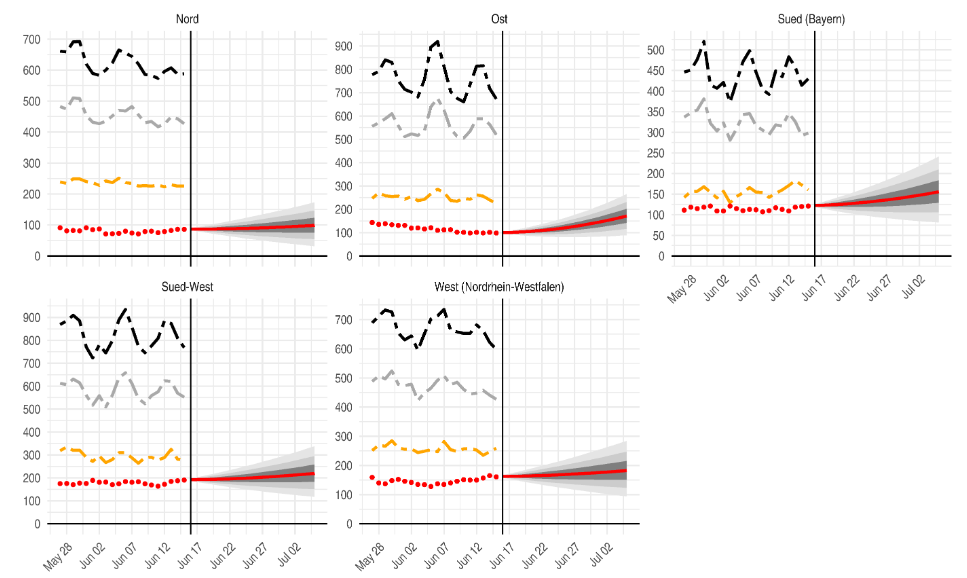 Nord
700
600
500
400
300
200
100
0
Ost
900
800
700
600
500
400
300
200
100
0
Sued (Bayern)
500
450
400
350
300
250
200
150
100
50
0
May 28
Jun 02
Jun 07
Jun 12
Jun 17
Jun 22
Jun 27
Jul 02
Sued-West
900
800
700
600
500
400
300
200
100
0
May 28
Jun 02
Jun 07
Jun 12
Jun 17
Jun 22
Jun 27
Jul 02
West (Nordrhein-Westfalen)
700
600
500
400
300
200
100
0
May 28
Jun 02
Jun 07
Jun 12
Jun 17
Jun 22
Jun 27
Jul 02